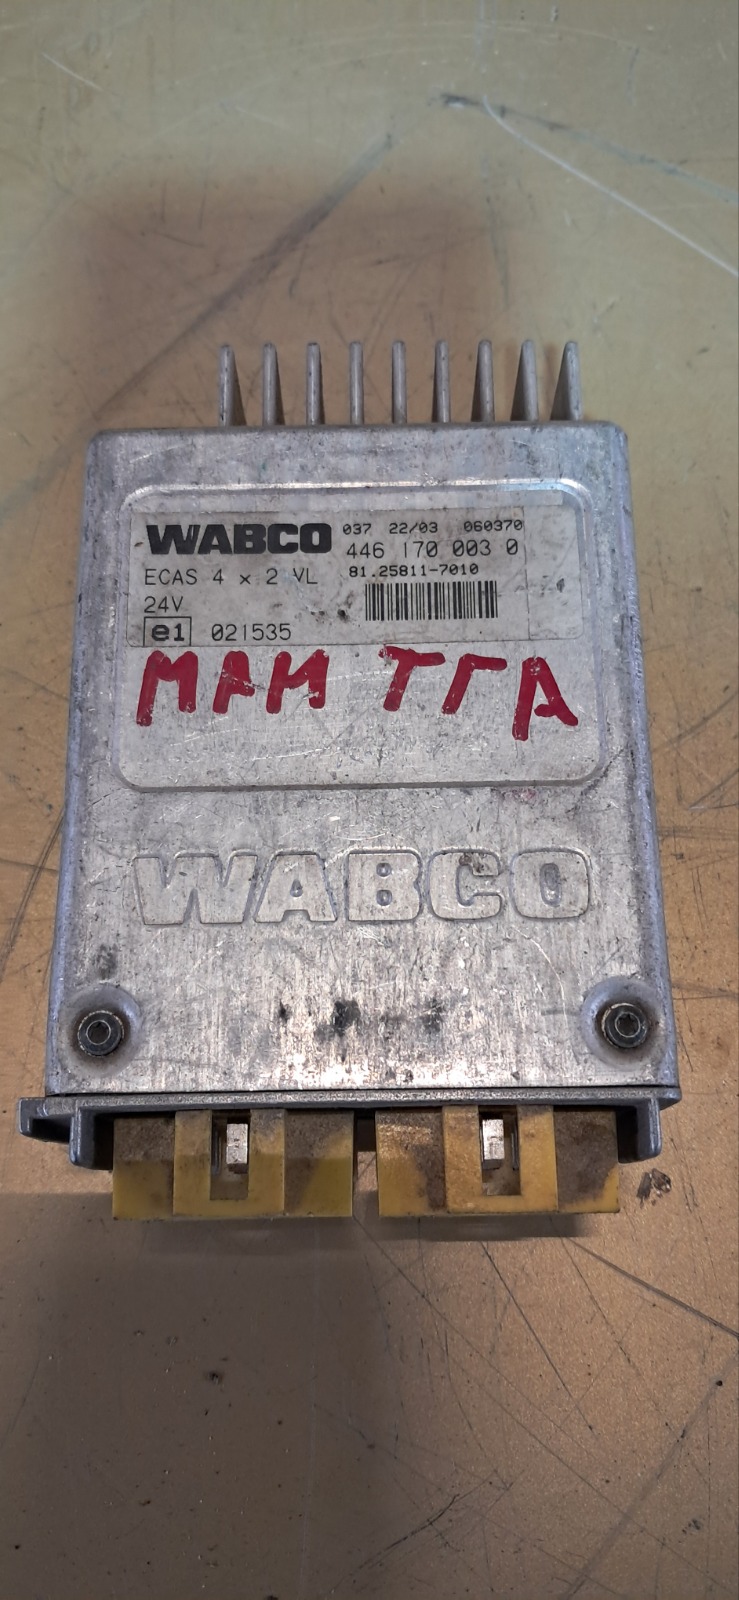 WABCO 037 22/03 060370
446 170 003 0
ECAS 4 x 2 VL 81.25811-7010
24V
e1 021535
МАН ТГА
WABCO